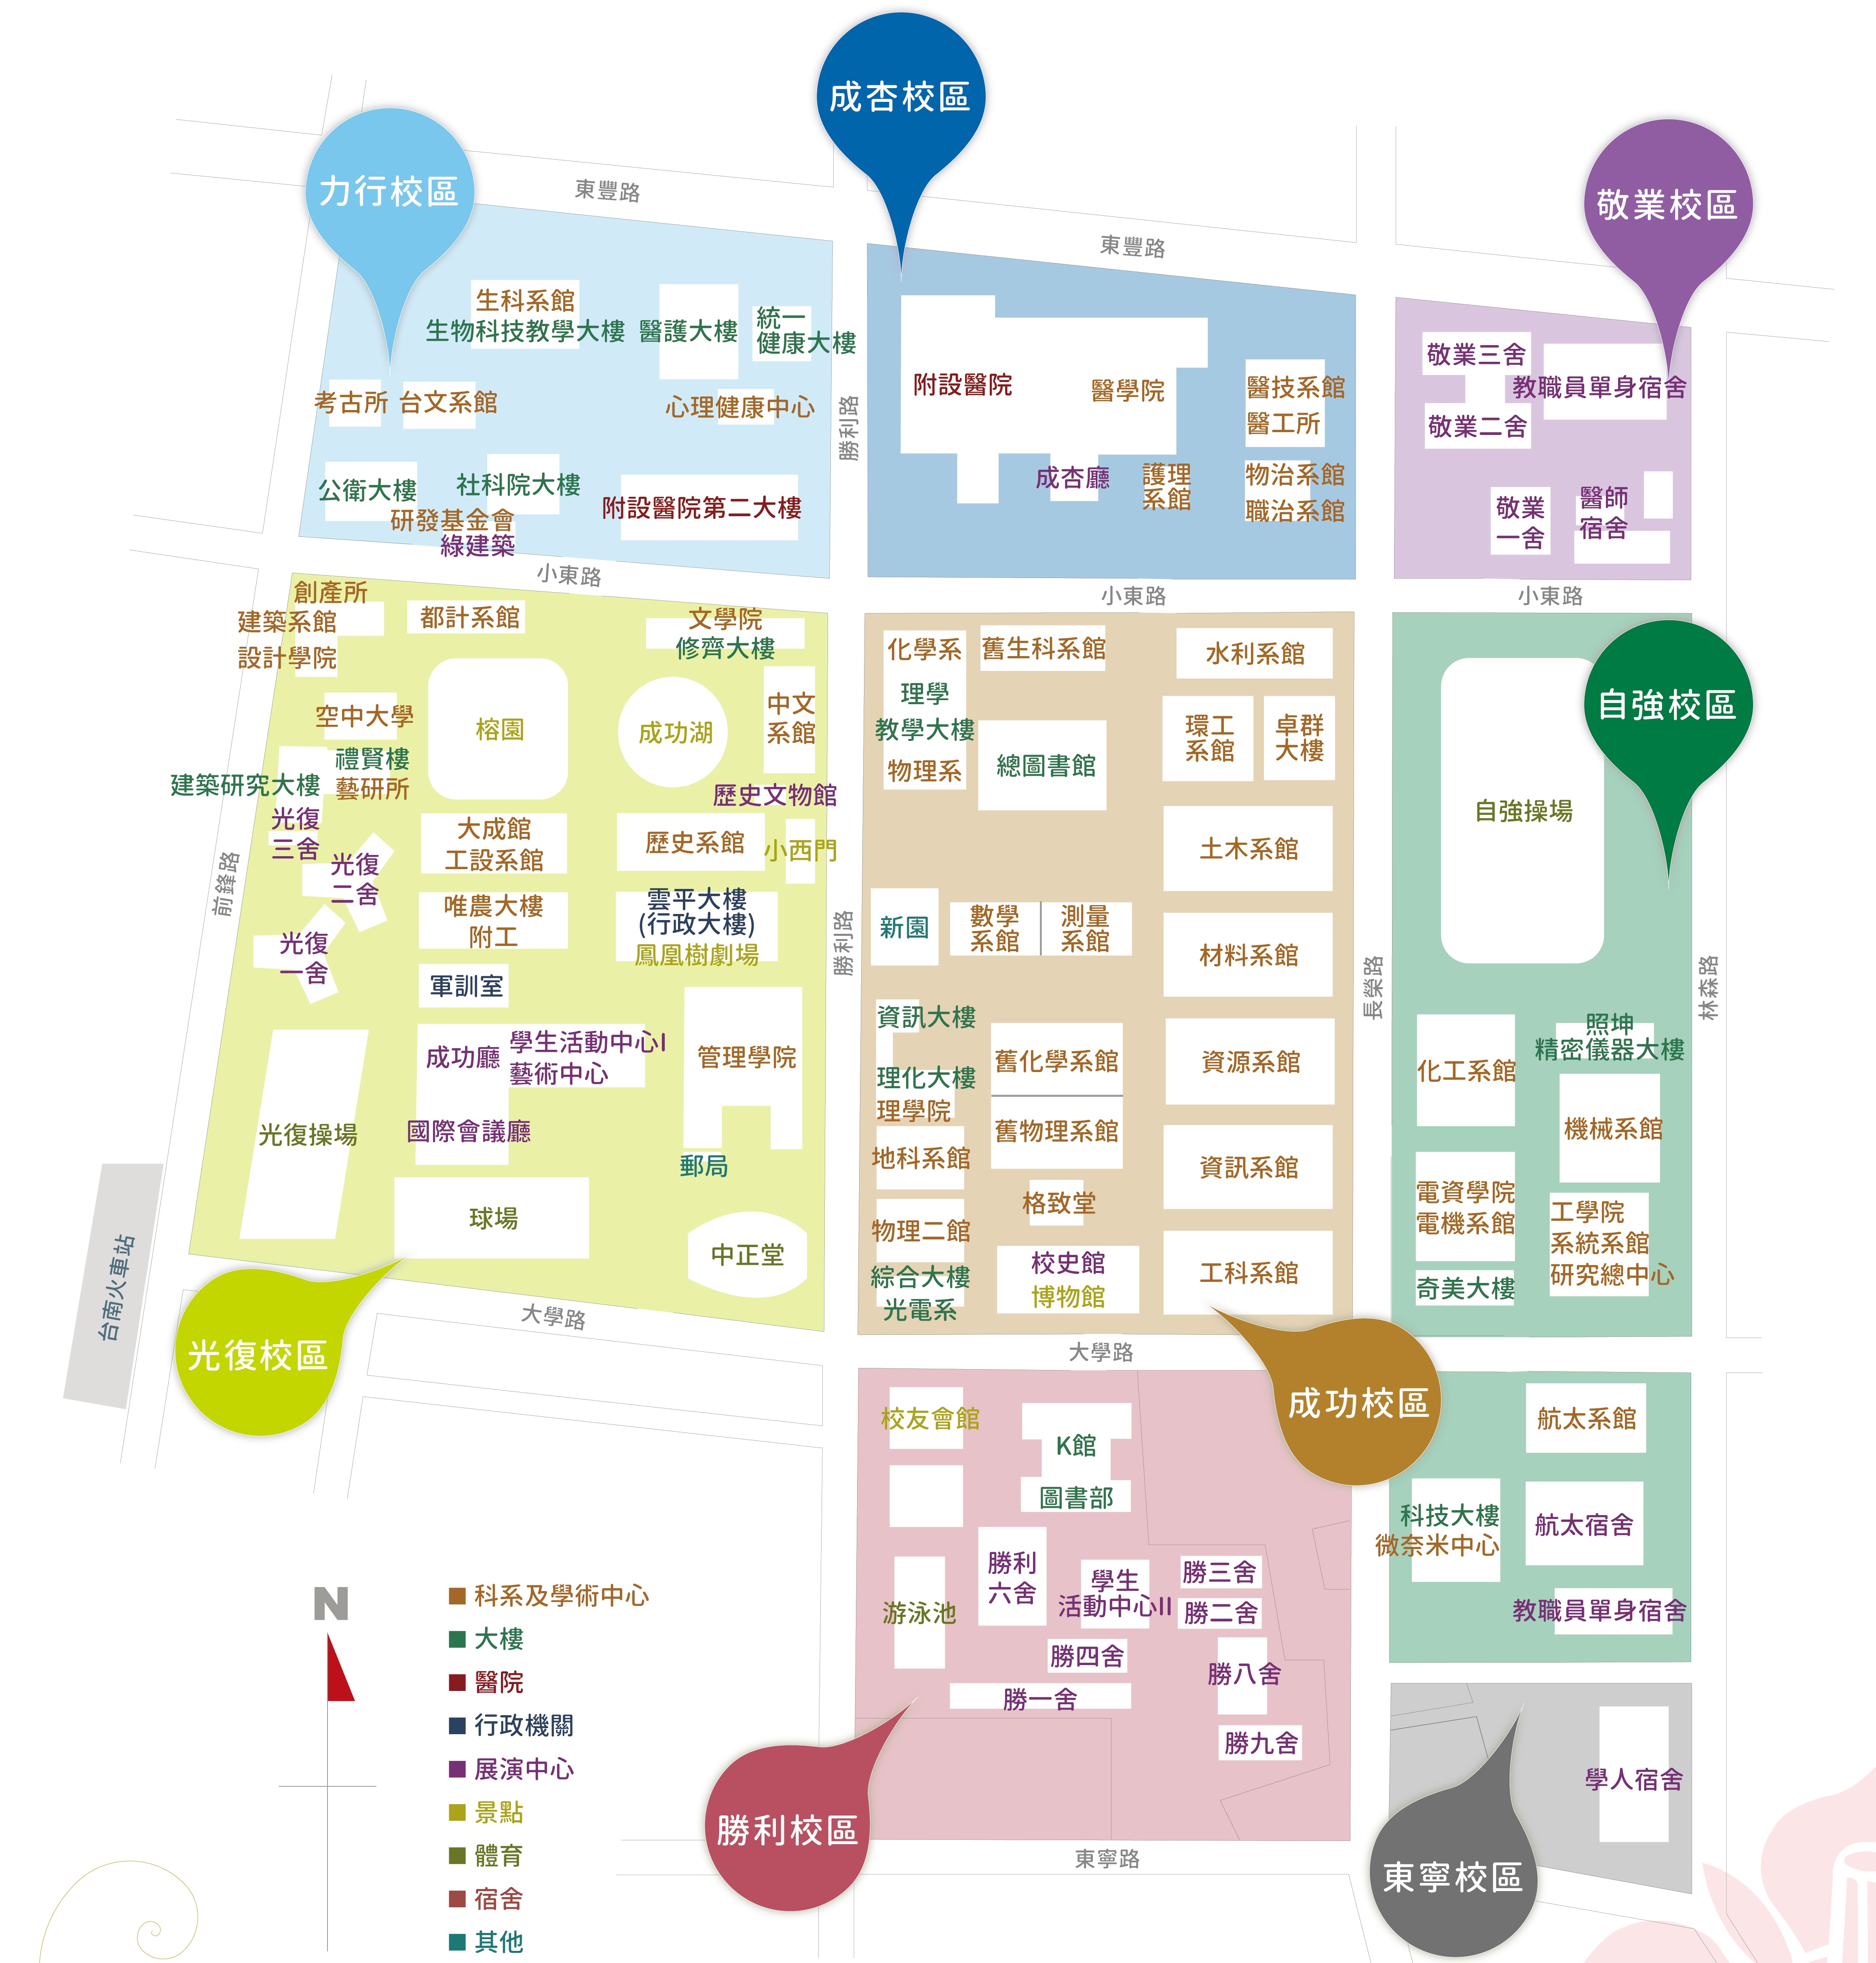 成杏校區
力行校區
敬業校區
東豐路
東豐路
生科系館
生物科技教學大樓
醫護大樓
統一
健康大樓
考古所
台文系館
心理健康中心
公衛大樓
社科院大樓
研發基金會
綠建築
附設醫院第二大樓
勝利路
附設醫院
醫學院
醫技系館
醫工所
成杏廳
護理
系館
物治系館
職治系館
敬業三舍
教職員單身宿舍
敬業二舍
敬業
一舍
醫師
宿舍
小東路
小東路
小東路
創產所
建築系館
設計學院
都計系館
文學院
修齊大樓
空中大學
榕園
成功湖
中文
系館
禮賢樓
建築研究大樓
藝研所
歷史文物館
光復
三舍
光復
二舍
大成館
工設系館
歷史系館
小西門
前鋒路
光復
一舍
唯農大樓
附工
雲平大樓
(行政大樓)
鳳凰樹劇場
軍訓室
成功廳
學生活動中心I
藝術中心
管理學院
光復操場
國際會議廳
郵局
球場
中正堂
台南火車站
光復校區
大學路
勝利路
化學系
舊生科系館
水利系館
理學
教學大樓
物理系
總圖書館
環工
系館
卓群
大樓
土木系館
新園
數學
系館
測量
系館
材料系館
資訊大樓
舊化學系館
資源系館
理化大樓
理學院
舊物理系館
地科系館
資訊系館
格致堂
物理二館
校史館
博物館
工科系館
綜合大樓
光電系
長榮路
成功校區
大學路
自強校區
自強操場
林森路
照坤
精密儀器大樓
化工系館
機械系館
電資學院
電機系館
工學院
系統系館
研究總中心
奇美大樓
航太系館
科技大樓
微奈米中心
航太宿舍
教職員單身宿舍
校友會館
K館
圖書部
勝利
六舍
學生
活動中心II
勝三舍
勝二舍
游泳池
勝四舍
勝八舍
勝一舍
勝九舍
勝利校區
東寧路
學人宿舍
東寧校區
N
科系及學術中心
大樓
醫院
行政機關
展演中心
景點
體育
宿舍
其他